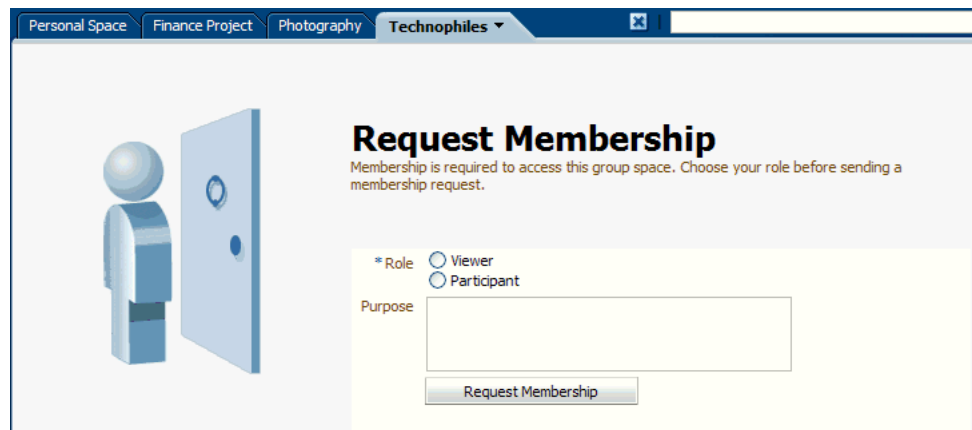 Personal Space Finance Project Photography Technophiles
Request Membership
Membership is required to access this group space. Choose your role before sending a
membership request.
* Role Viewer
Participant
Purpose
Request Membership